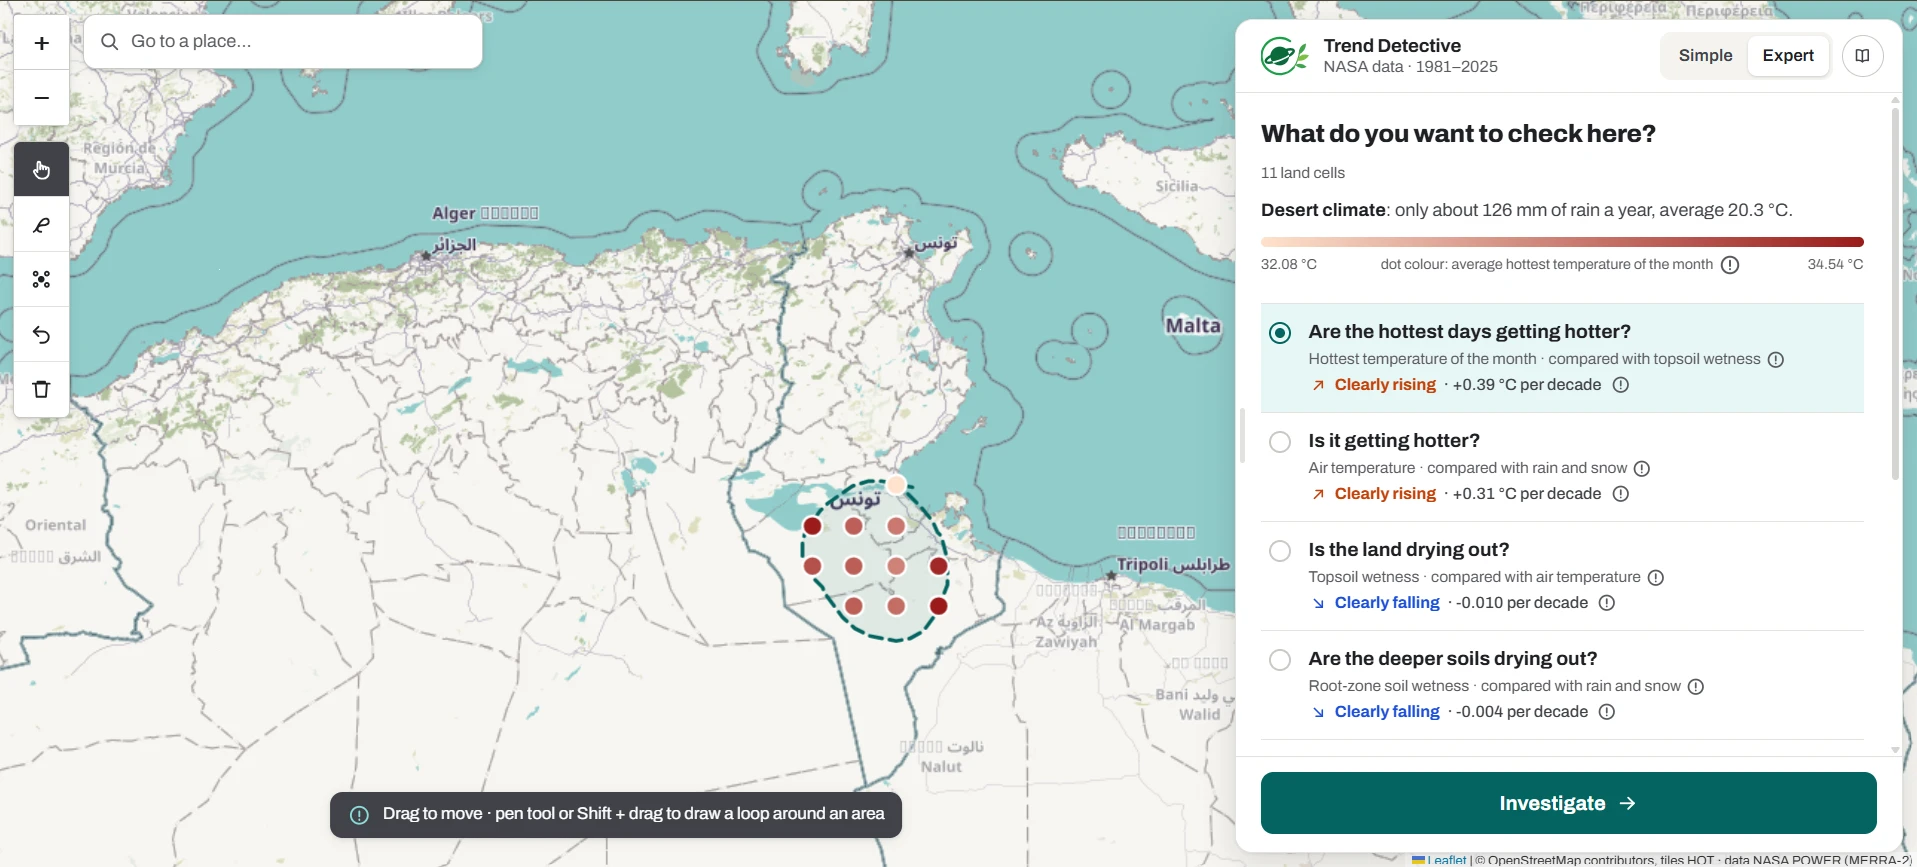 Go to a place...
Región de
Murcia
Oriental
الشرق
Alger
الجزائر
تونس
Sicilia
Malta
تونس
Tripoli طرابلس
Az الزاوية
Zawiyah
المرقب
Al Margab
Bani بني وليد
Walid
نالوت
Nalut
Περιφέρεια
Περιφέρεια
Drag to move · pen tool or Shift + drag to draw a loop around an area
Trend Detective
NASA data · 1981–2025
Simple
Expert
What do you want to check here?
11 land cells
Desert climate: only about 126 mm of rain a year, average 20.3 °C.
32.08 °C
dot colour: average hottest temperature of the month
34.54 °C
Are the hottest days getting hotter?
Hottest temperature of the month · compared with topsoil wetness
Clearly rising · +0.39 °C per decade
Is it getting hotter?
Air temperature · compared with rain and snow
Clearly rising · +0.31 °C per decade
Is the land drying out?
Topsoil wetness · compared with air temperature
Clearly falling · -0.010 per decade
Are the deeper soils drying out?
Root-zone soil wetness · compared with rain and snow
Clearly falling · -0.004 per decade
Investigate →
Leaflet | © OpenStreetMap contributors, tiles HOT · data NASA POWER (MERRA-2)